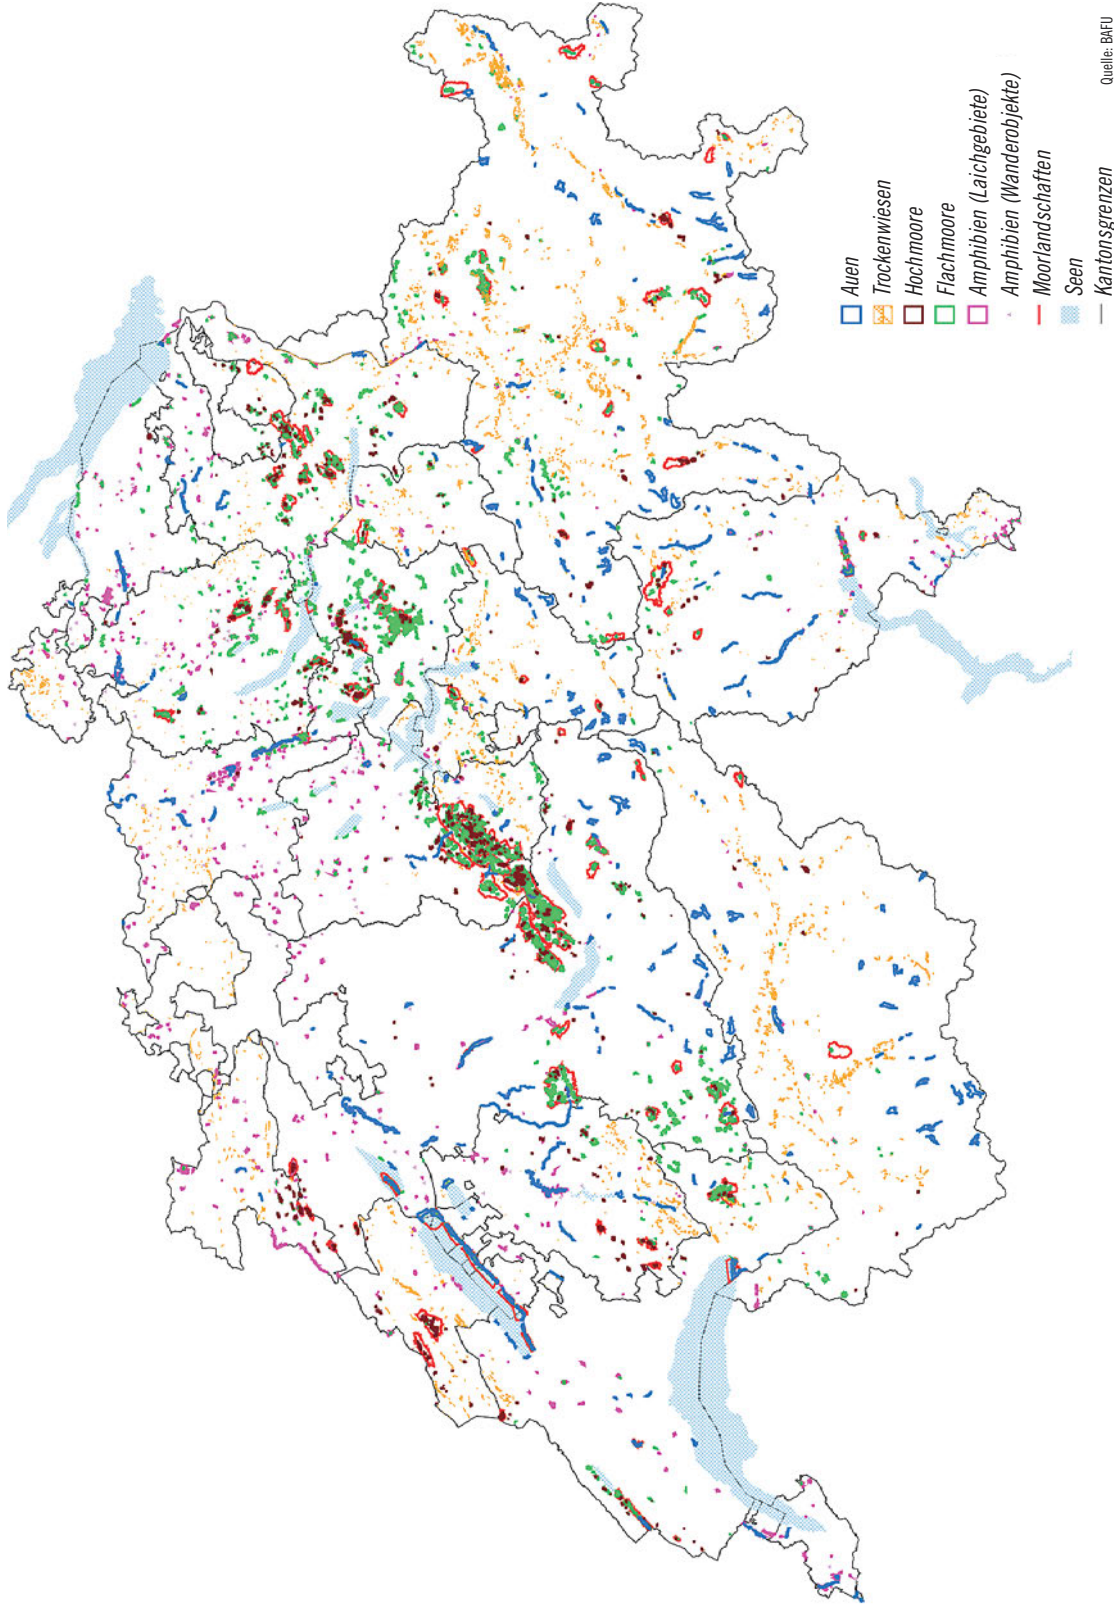 Auen
Trockenwiesen
Hochmoore
Flachmoore
Amphibien (Laichgebiete)
Amphibien (Wanderobjekte)
Moorlandschaften
Seen
Kantonsgrenzen
Quelle: BAFU